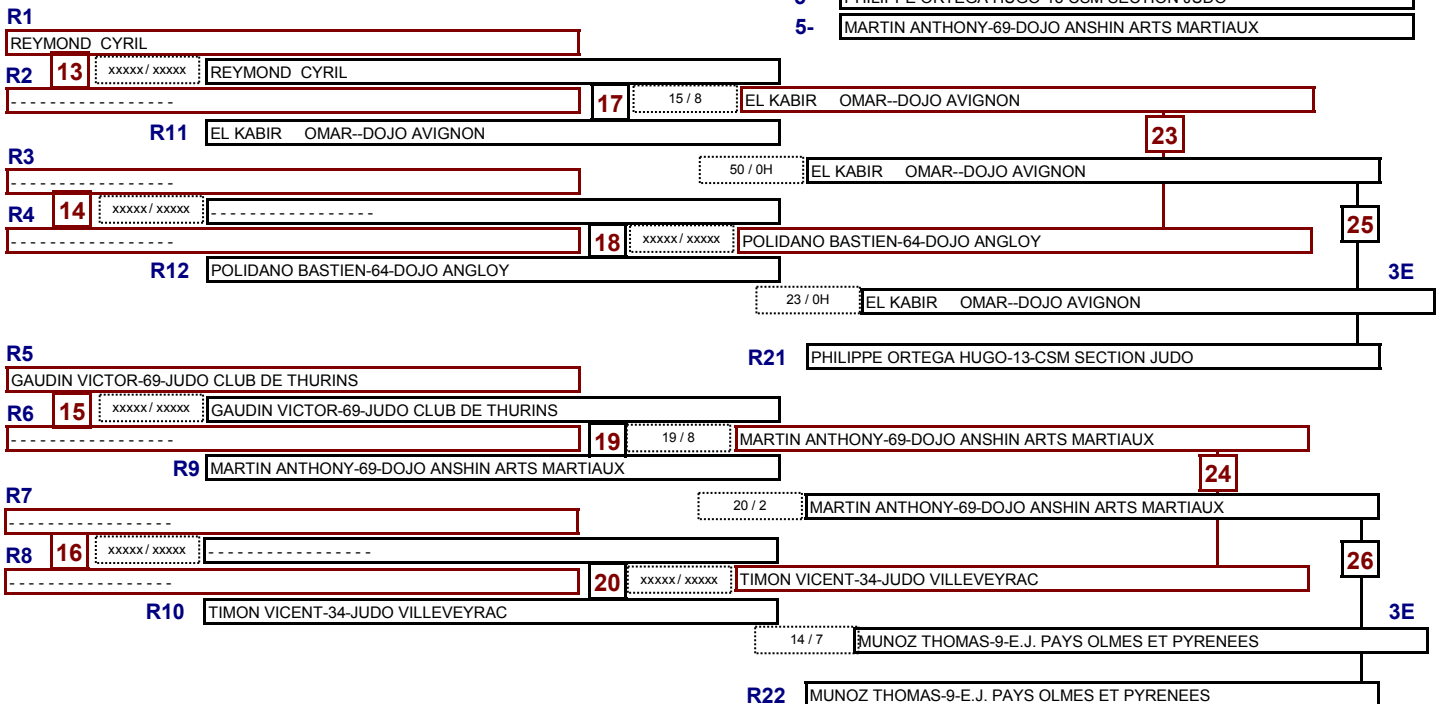 5- PHILIPPE ORTEGA HUGO-13-CSM SECTION JUDO
R1
5- MARTIN ANTHONY-69-DOJO ANSHIN ARTS MARTIAUX
REYMOND CYRIL
R2 13 xxxxx / xxxxx REYMOND CYRIL
- - - - - - - - - - - - - - - - - 17 15 / 8 EL KABIR OMAR--DOJO AVIGNON
R11 EL KABIR OMAR--DOJO AVIGNON 23
R3
50 / 0H EL KABIR OMAR--DOJO AVIGNON
- - - - - - - - - - - - - - - - -
R4 14 xxxxx / xxxxx - - - - - - - - - - - - - - - - - 25
- - - - - - - - - - - - - - - - - 18 xxxxx / xxxxx POLIDANO BASTIEN-64-DOJO ANGLOY
R12 POLIDANO BASTIEN-64-DOJO ANGLOY 3E
23 / 0H EL KABIR OMAR--DOJO AVIGNON
R5
R21 PHILIPPE ORTEGA HUGO-13-CSM SECTION JUDO
GAUDIN VICTOR-69-JUDO CLUB DE THURINS
R6 15 xxxxx / xxxxx GAUDIN VICTOR-69-JUDO CLUB DE THURINS
- - - - - - - - - - - - - - - - - 19 19 / 8 MARTIN ANTHONY-69-DOJO ANSHIN ARTS MARTIAUX
R9 MARTIN ANTHONY-69-DOJO ANSHIN ARTS MARTIAUX 24
R7
20 / 2 MARTIN ANTHONY-69-DOJO ANSHIN ARTS MARTIAUX
- - - - - - - - - - - - - - - - -
R8 16 xxxxx / xxxxx - - - - - - - - - - - - - - - - - 26
- - - - - - - - - - - - - - - - - 20 xxxxx / xxxxx TIMON VICENT-34-JUDO VILLEVEYRAC
R10 TIMON VICENT-34-JUDO VILLEVEYRAC 3E
14 / 7 MUNOZ THOMAS-9-E.J. PAYS OLMES ET PYRENEES
R22 MUNOZ THOMAS-9-E.J. PAYS OLMES ET PYRENEES